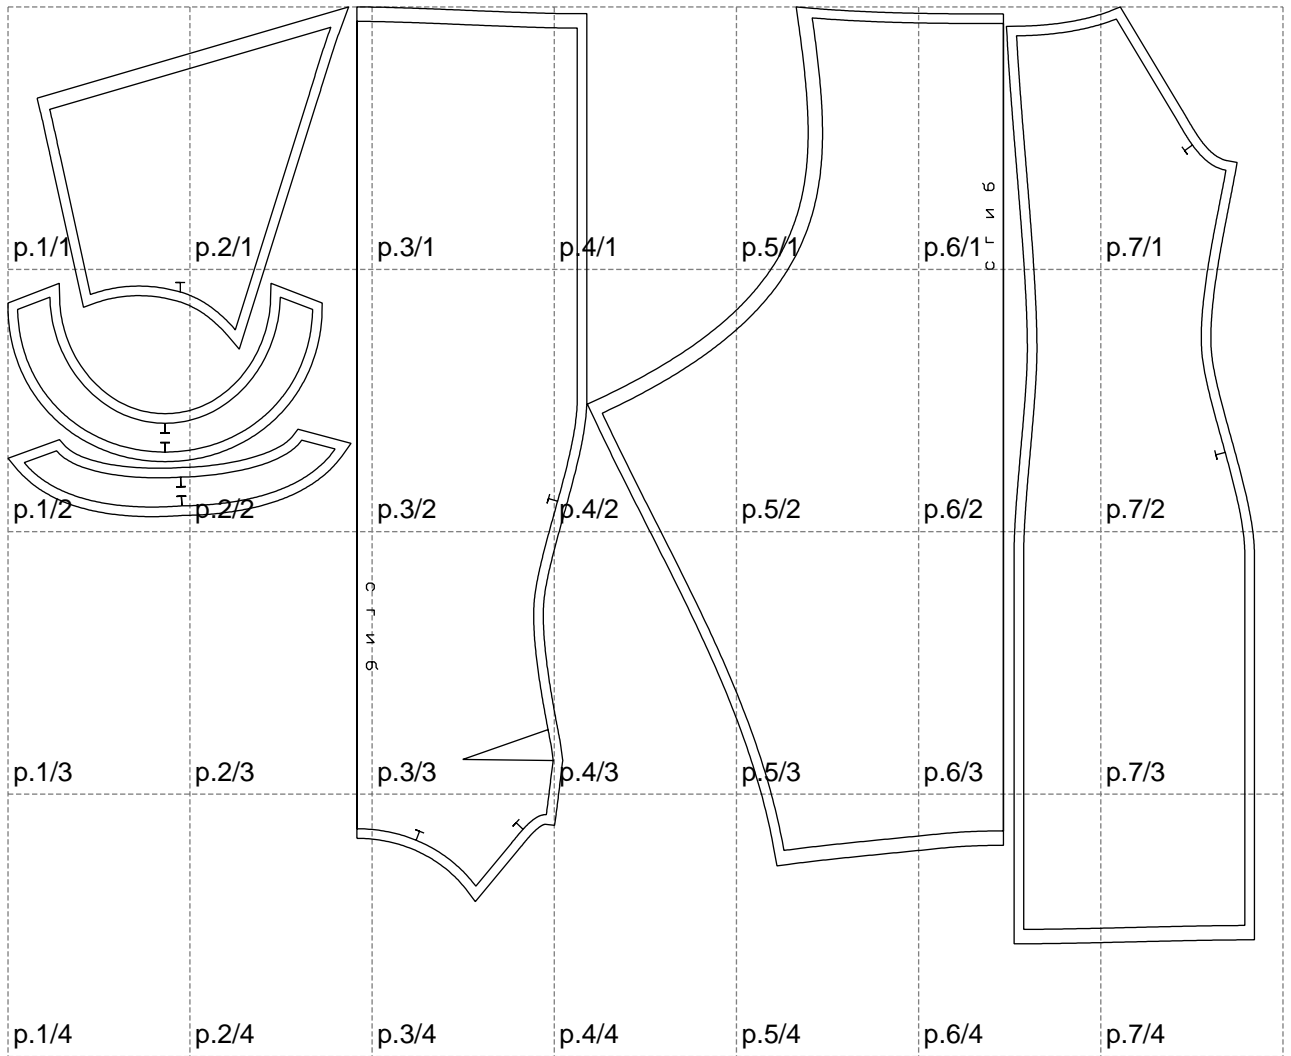 с г и б
p.1/1 p.2/1 p.3/1 p.4/1 p.5/1 p.6/1 p.7/1
p.1/2 p.2/2 p.3/2 p.4/2 p.5/2 p.6/2 p.7/2
с г и б
p.1/3 p.2/3 p.3/3 p.4/3 p.5/3 p.6/3 p.7/3
p.1/4 p.2/4 p.3/4 p.4/4 p.5/4 p.6/4 p.7/4